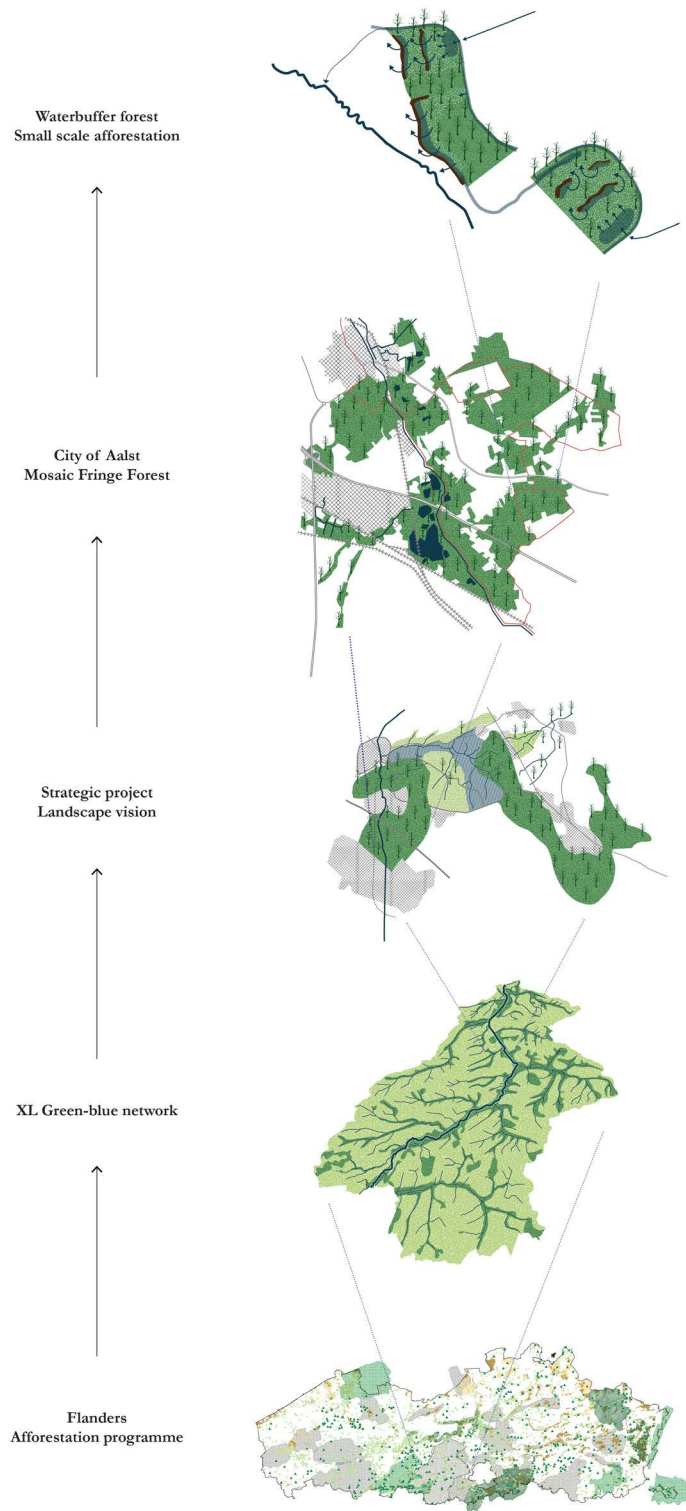 Waterbuffer forest
Small scale afforestation
City of Aalst
Mosaic Fringe Forest
Strategic project
Landscape vision
XL Green-blue network
Flanders
Afforestation programme